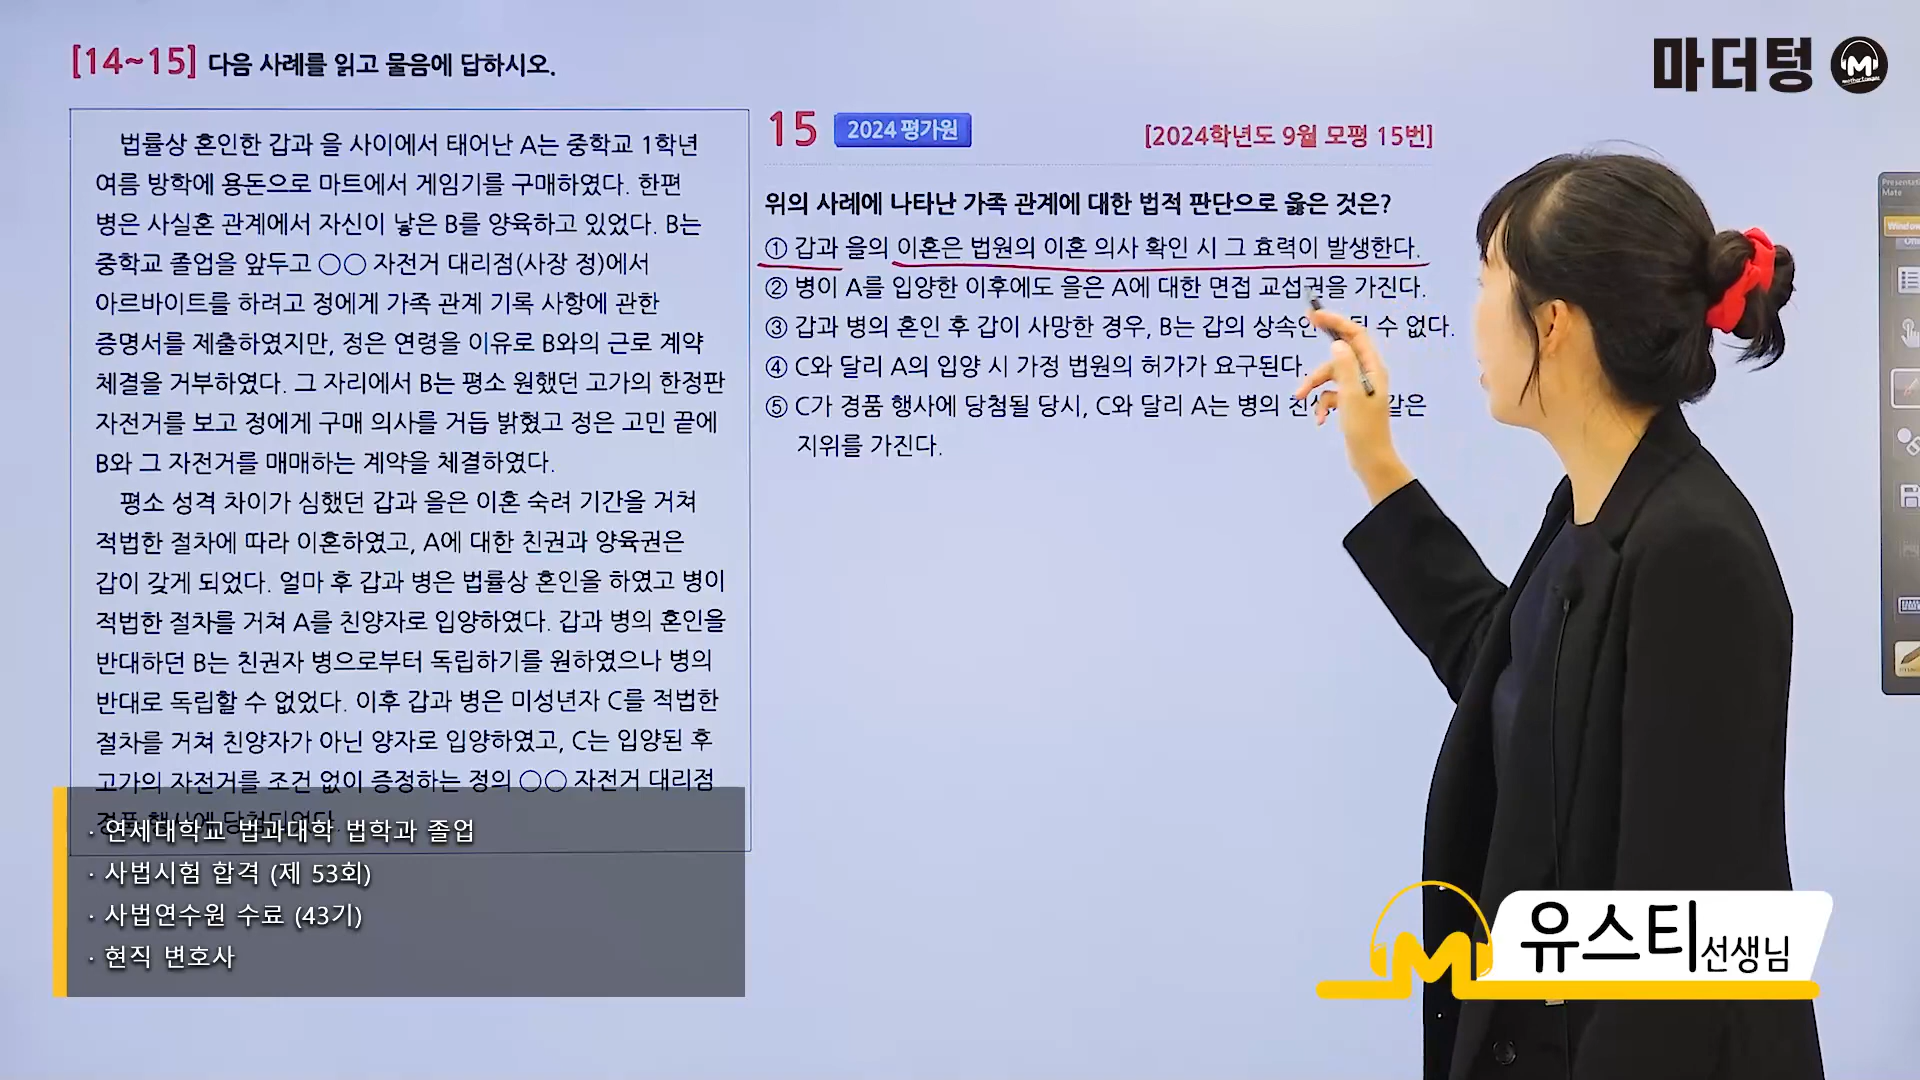 [14~15] 다음 사례를 읽고 물음에 답하시오.
마더텅
법률상 혼인한 갑과 을 사이에서 태어난 A는 중학교 1학년
여름 방학에 용돈으로 마트에서 게임기를 구매하였다. 한편
병은 사실혼 관계에서 자신이 낳은 B를 양육하고 있었다. B는
중학교 졸업을 앞두고 ○○ 자전거 대리점(사장 정)에서
아르바이트를 하려고 정에게 가족 관계 기록 사항에 관한
증명서를 제출하였지만, 정은 연령을 이유로 B와의 근로 계약
체결을 거부하였다. 그 자리에서 B는 평소 원했던 고가의 한정판
자전거를 보고 정에게 구매 의사를 거듭 밝혔고 정은 고민 끝에
B와 그 자전거를 매매하는 계약을 체결하였다.
평소 성격 차이가 심했던 갑과 을은 이혼 숙려 기간을 거쳐
적법한 절차에 따라 이혼하였고, A에 대한 친권과 양육권은
갑이 갖게 되었다. 얼마 후 갑과 병은 법률상 혼인을 하였고 병이
적법한 절차를 거쳐 A를 친양자로 입양하였다. 갑과 병의 혼인을
반대하던 B는 친권자 병으로부터 독립하기를 원하였으나 병의
반대로 독립할 수 없었다. 이후 갑과 병은 미성년자 C를 적법한
절차를 거쳐 친양자가 아닌 양자로 입양하였고, C는 입양된 후
고가의 자전거를 조건 없이 증정하는 정의 ○○ 자전거 대리점
경품 행사에 당첨되었다.
15 2024 평가원 [2024학년도 9월 모평 15번]
위의 사례에 나타난 가족 관계에 대한 법적 판단으로 옳은 것은?
① 갑과 을의 이혼은 법원의 이혼 의사 확인 시 그 효력이 발생한다.
② 병이 A를 입양한 이후에도 을은 A에 대한 면접 교섭권을 가진다.
③ 갑과 병의 혼인 후 갑이 사망한 경우, B는 갑의 상속인 될 수 없다.
④ C와 달리 A의 입양 시 가정 법원의 허가가 요구된다.
⑤ C가 경품 행사에 당첨될 당시, C와 달리 A는 병의 같은
지위를 가진다.
· 연세대학교 법과대학 법학과 졸업
· 사법시험 합격 (제 53회)
· 사법연수원 수료 (43기)
· 현직 변호사
유스티선생님